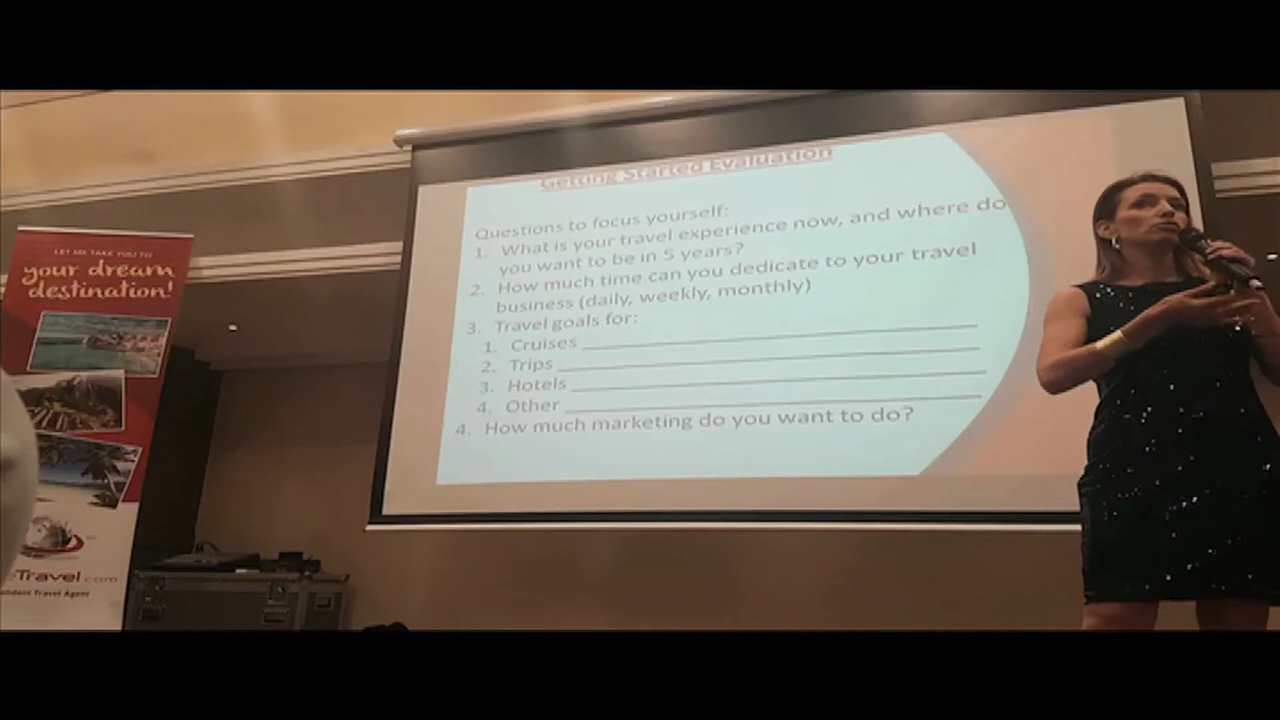 Getting Started Evaluation
Questions to focus yourself:
1. What is your travel experience now, and where do
you want to be in 5 years?
2. How much time can you dedicate to your travel
business (daily, weekly, monthly)
3. Travel goals for:
1. Cruises
2. Trips
3. Hotels
4. Other
4. How much marketing do you want to do?
LET ME TAKE YOU TO
your dream
destination!
eTravel.com
Travel Agent